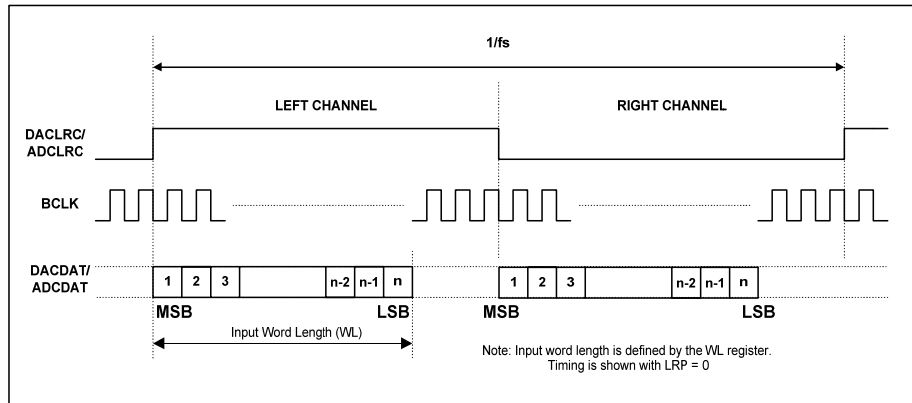 1/fs
LEFT CHANNEL
RIGHT CHANNEL
DACLRC/
ADCLRC
BCLK
DACDAT/
ADCDAT
1 2 3 n-2 n-1 n 1 2 3 n-2 n-1 n
MSB LSB MSB LSB
Input Word Length (WL)
Note: Input word length is defined by the WL register.
Timing is shown with LRP = 0